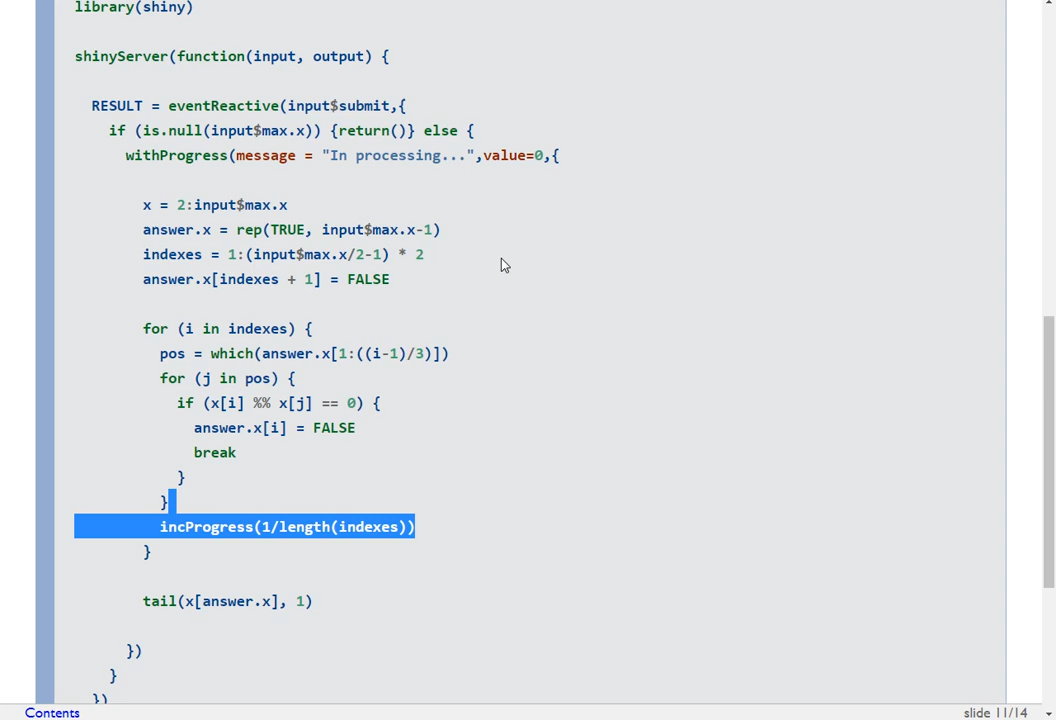 library(shiny)
shinyServer(function(input, output) {
RESULT = eventReactive(input$submit,{
if (is.null(input$max.x)) {return()} else {
withProgress(message = "In processing...",value=0,{
x = 2:input$max.x
answer.x = rep(TRUE, input$max.x-1)
indexes = 1:(input$max.x/2-1) * 2
answer.x[indexes + 1] = FALSE
for (i in indexes) {
pos = which(answer.x[1:((i-1)/3)])
for (j in pos) {
if (x[i] %% x[j] == 0) {
answer.x[i] = FALSE
break
}
}
incProgress(1/length(indexes))
}
tail(x[answer.x], 1)
})
}
})
Contents
slide 11/14